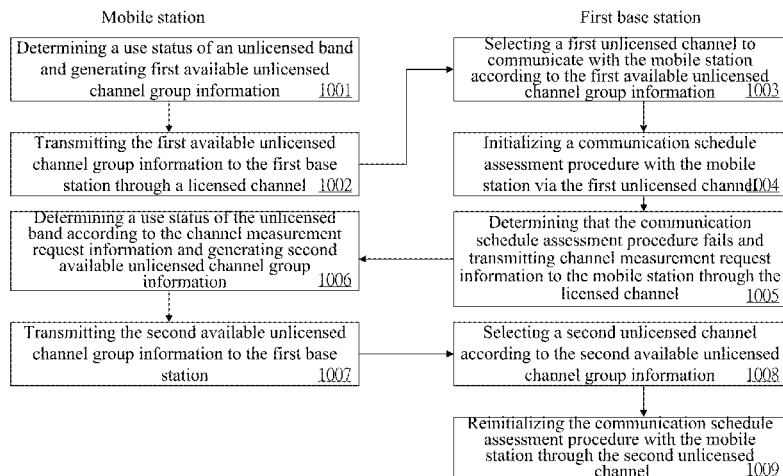 Mobile station
First base station
Determining a use status of an unlicensed band
and generating first available unlicensed
channel group information 1001
Selecting a first unlicensed channel to
communicate with the mobile station
according to the first available unlicensed
channel group information 1003
Transmitting the first available unlicensed
channel group information to the first base
station through a licensed channel 1002
Initializing a communication schedule
assessment procedure with the mobile
station via the first unlicensed channel 1004
Determining a use status of the unlicensed
band according to the channel measurement
request information and generating second
available unlicensed channel group
information 1006
Determining that the communication
schedule assessment procedure fails and
transmitting channel measurement request
information to the mobile station through the
licensed channel 1005
Transmitting the second available unlicensed
channel group information to the first base
station 1007
Selecting a second unlicensed channel
according to the second available unlicensed
channel group information 1008
Reinitializing the communication schedule
assessment procedure with the mobile
station through the second unlicensed
channel 1009